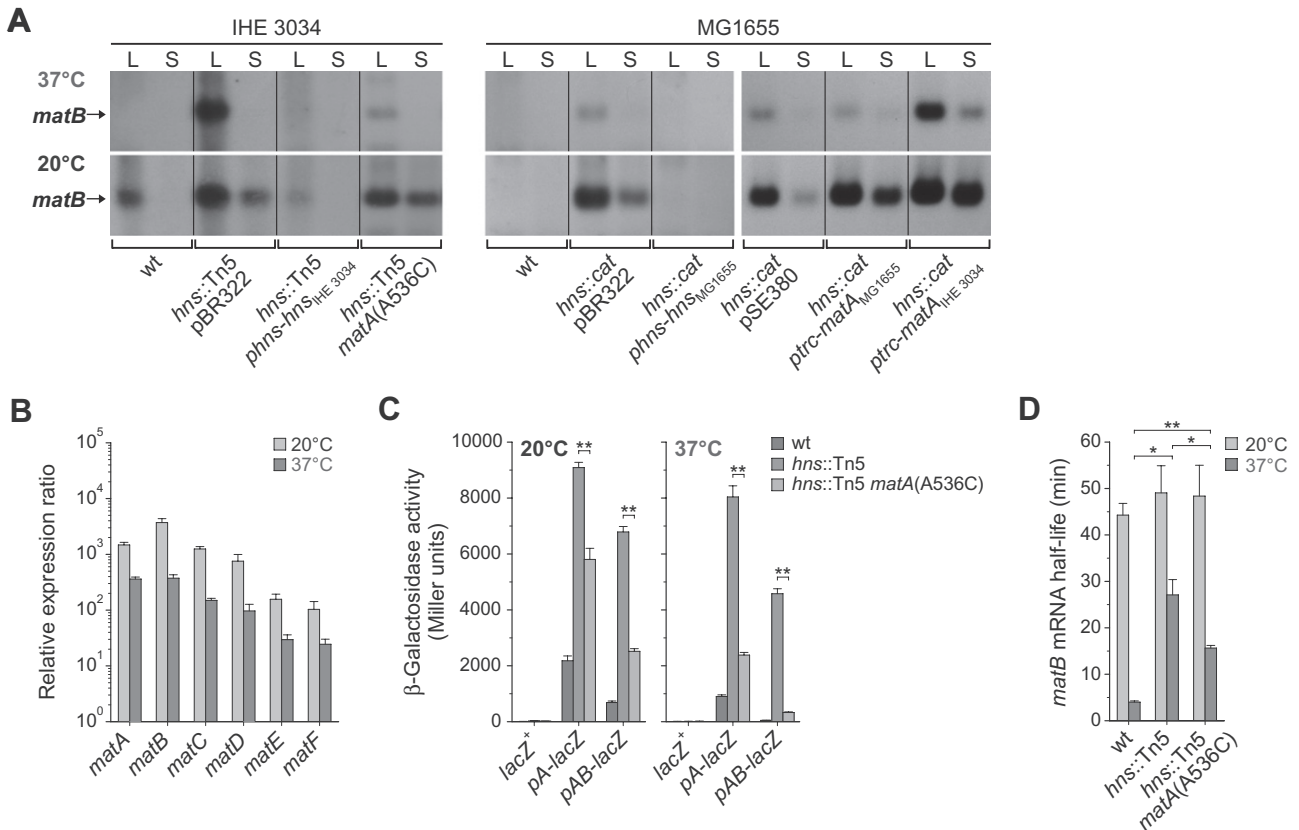 A
IHE 3034
MG1655
L S L S L S L S L S L S L S L S L S L S
37°C
matB
20°C
matB
wt
hns::Tn5
pBR322
hns::Tn5
phns-hnsIHE 3034
hns::Tn5
matA(A536C)
wt
hns::cat
pBR322
hns::cat
phns-hnsMG1655
hns::cat
pSE380
hns::cat
ptrc-matAMG1655
hns::cat
ptrc-matAIHE 3034
B
Relative expression ratio
10^5
10^4
10^3
10^2
10^1
10^0
20°C
37°C
matA matB matC matD matE matF
C
β-Galactosidase activity
(Miller units)
10000
8000
6000
4000
2000
0
20°C
**
**
37°C
**
**
wt
hns::Tn5
hns::Tn5 matA(A536C)
lacZ+ pA-lacZ pAB-lacZ
lacZ+ pA-lacZ pAB-lacZ
D
matB mRNA half-life (min)
60
50
40
30
20
10
0
**
* *
20°C
37°C
wt
hns::Tn5
hns::Tn5
matA(A536C)